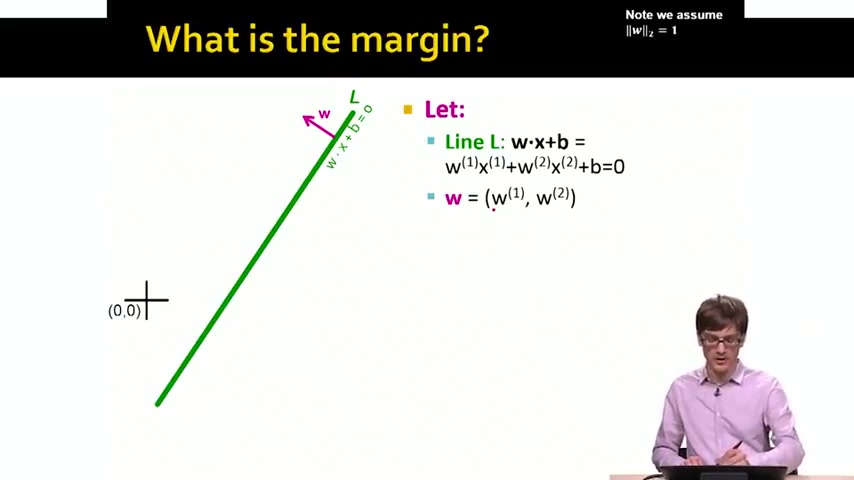 What is the margin?
Note we assume
‖w‖₂ = 1
L
w
w · x + b = 0
(0,0)
Let:
Line L: w·x+b =
w⁽¹⁾x⁽¹⁾+w⁽²⁾x⁽²⁾+b=0
w = (w⁽¹⁾, w⁽²⁾)